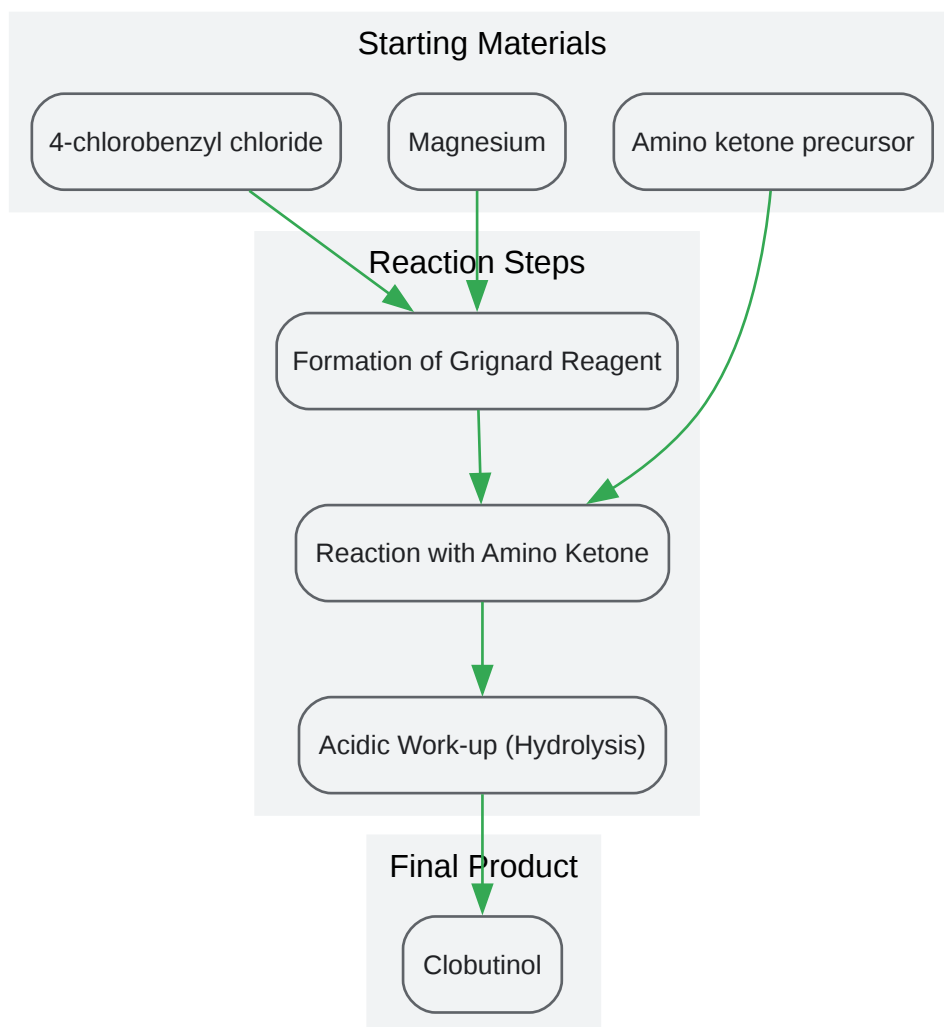 Starting Materials
4-chlorobenzyl chloride
Magnesium
Amino ketone precursor
Reaction Steps
Formation of Grignard Reagent
Reaction with Amino Ketone
Acidic Work-up (Hydrolysis)
Final Product
Clobutinol